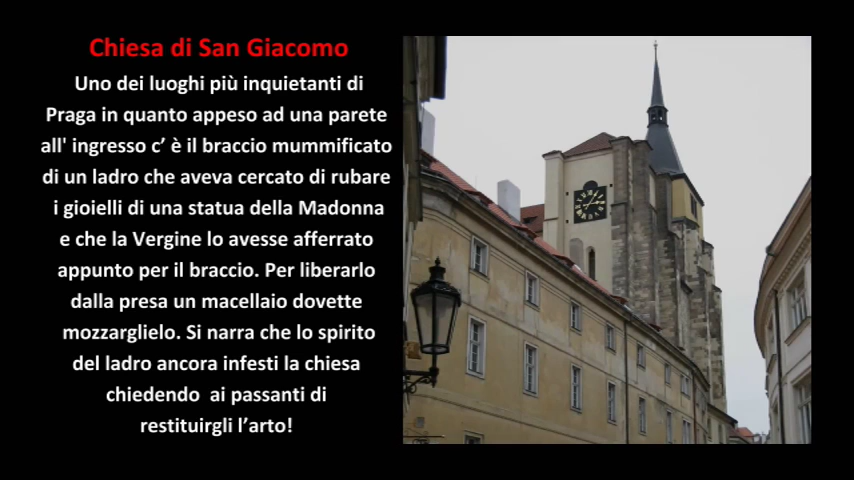 Chiesa di San Giacomo
Uno dei luoghi più inquietanti di
Praga in quanto appeso ad una parete
all' ingresso c’ è il braccio mummificato
di un ladro che aveva cercato di rubare
i gioielli di una statua della Madonna
e che la Vergine lo avesse afferrato
appunto per il braccio. Per liberarlo
dalla presa un macellaio dovette
mozzarglielo. Si narra che lo spirito
del ladro ancora infesti la chiesa
chiedendo  ai passanti di
restituirgli l’arto!